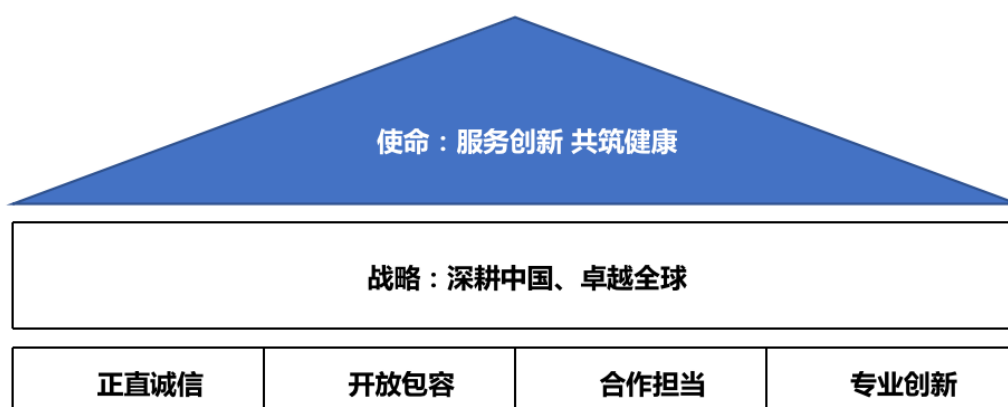 使命：服务创新 共筑健康
战略：深耕中国、卓越全球
正直诚信 开放包容 合作担当 专业创新